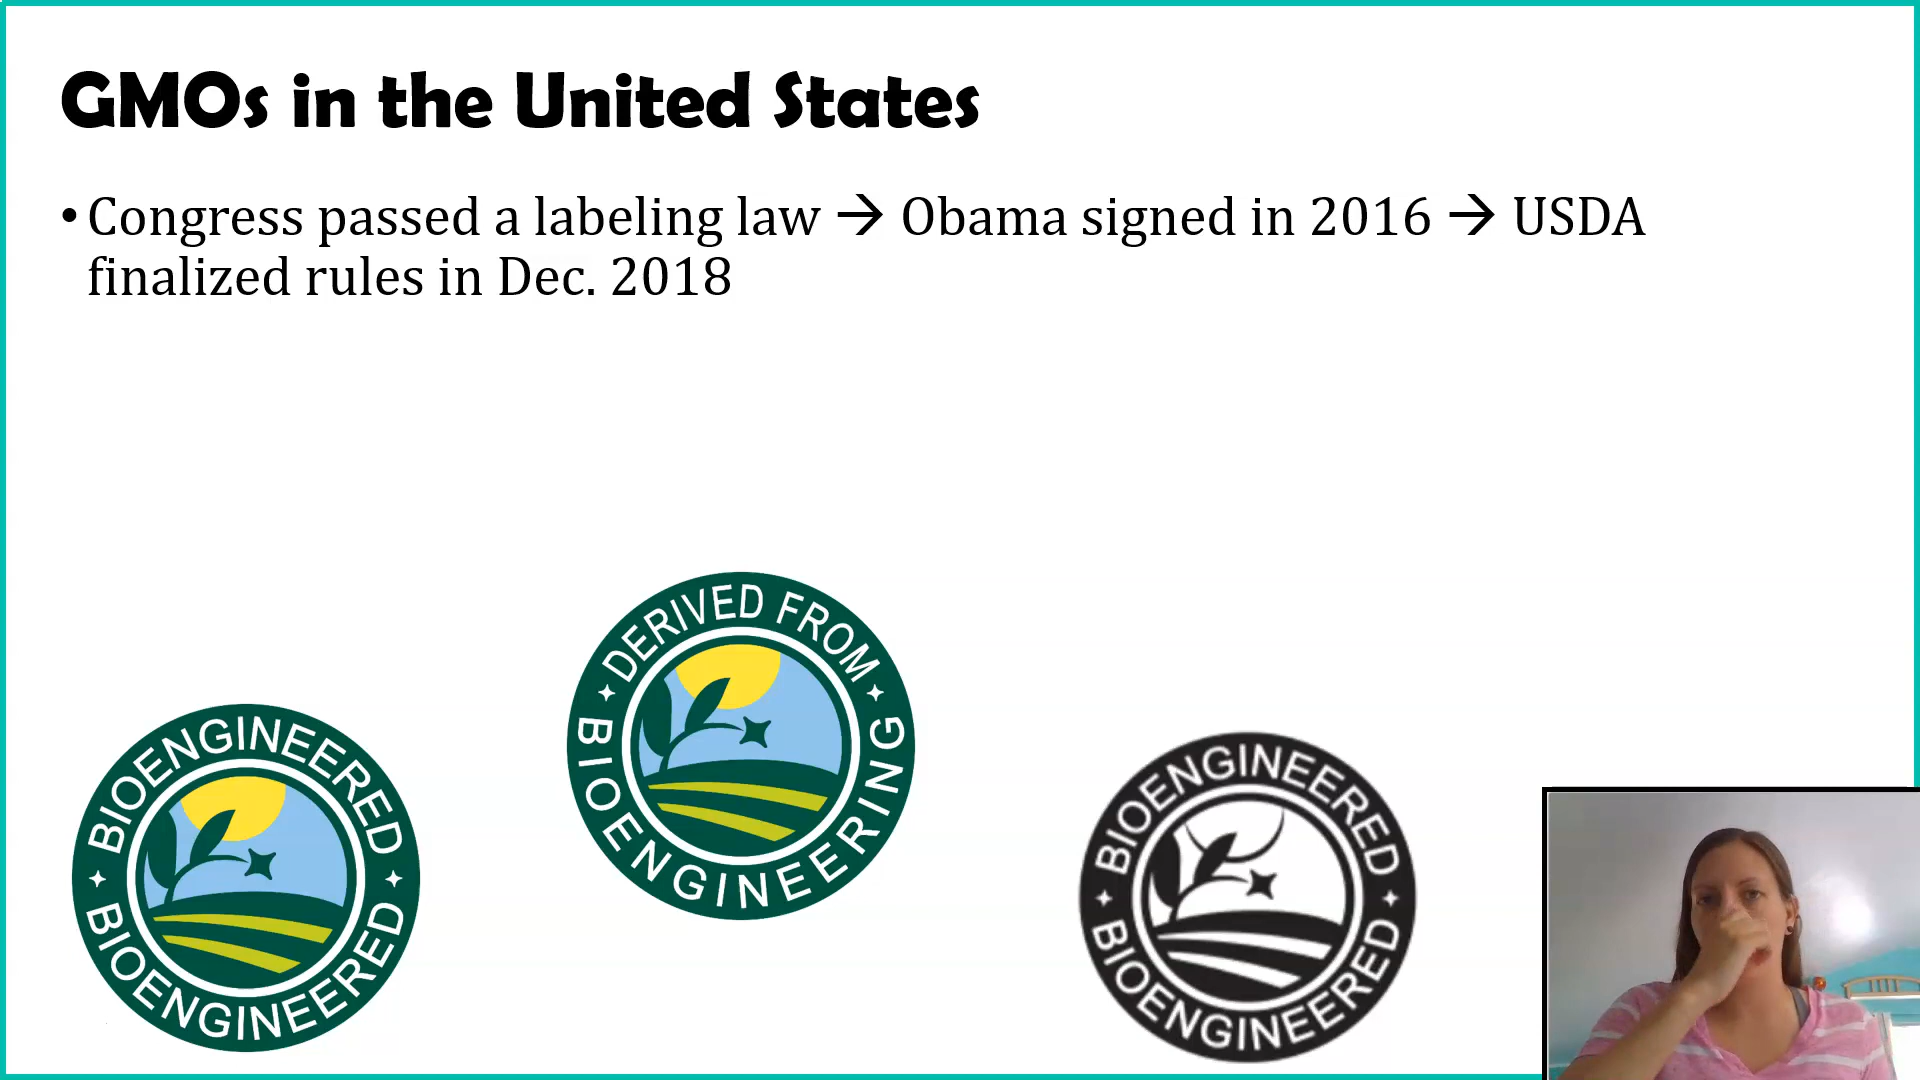 GMOs in the United States
• Congress passed a labeling law → Obama signed in 2016 → USDA
finalized rules in Dec. 2018
DERIVED FROM
BIOENGINEERING
BIOENGINEERED
BIOENGINEERED
BIOENGINEERED
BIOENGINEERED